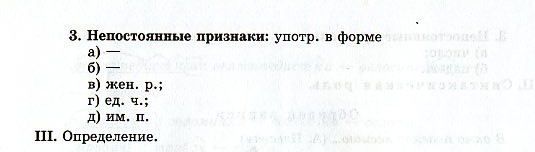 3. Непостоянные признаки: употр. в форме
а) —
б) —
в) жен. р.;
г) ед. ч.;
д) им. п.
III. Определение.